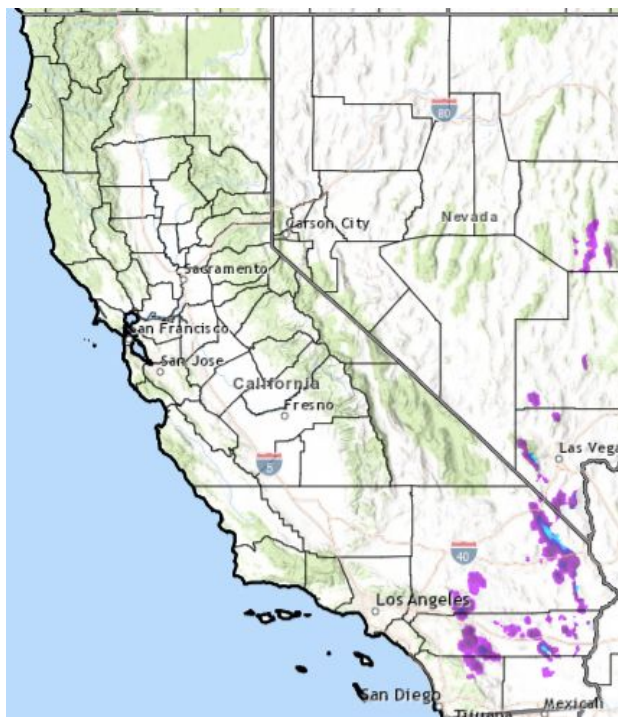 80
Carson City
Nevada
Sacramento
San Francisco
San Jose
California
Fresno
5
Las Vega
40
Los Angeles
San Diego
Tijuana
Mexicali